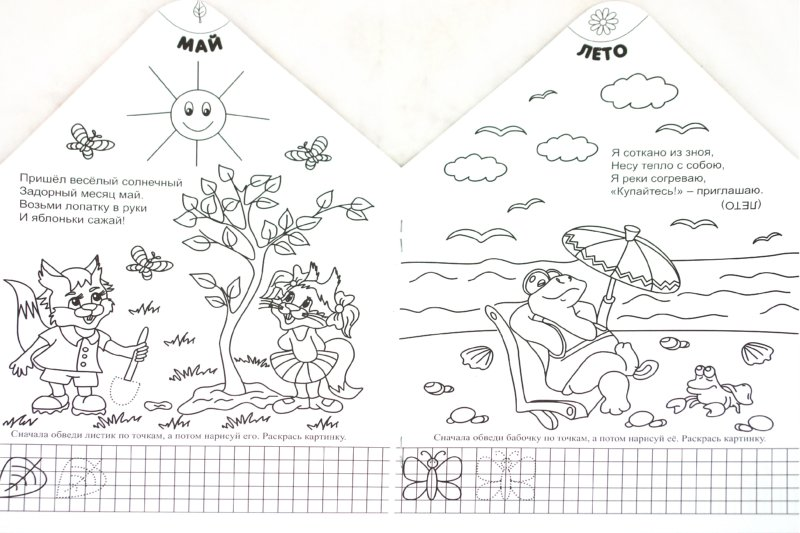 МАЙ
Пришёл весёлый солнечный
Задорный месяц май.
Возьми лопатку в руки
И яблоньки сажай!
Сначала обведи листик по точкам, а потом нарисуй его. Раскрась картинку.
ЛЕТО
Я соткано из зноя,
Несу тепло с собою,
Я реки согреваю,
«Купайтесь!» – приглашаю.
(ЛЕТО)
Сначала обведи бабочку по точкам, а потом нарисуй её. Раскрась картинку.